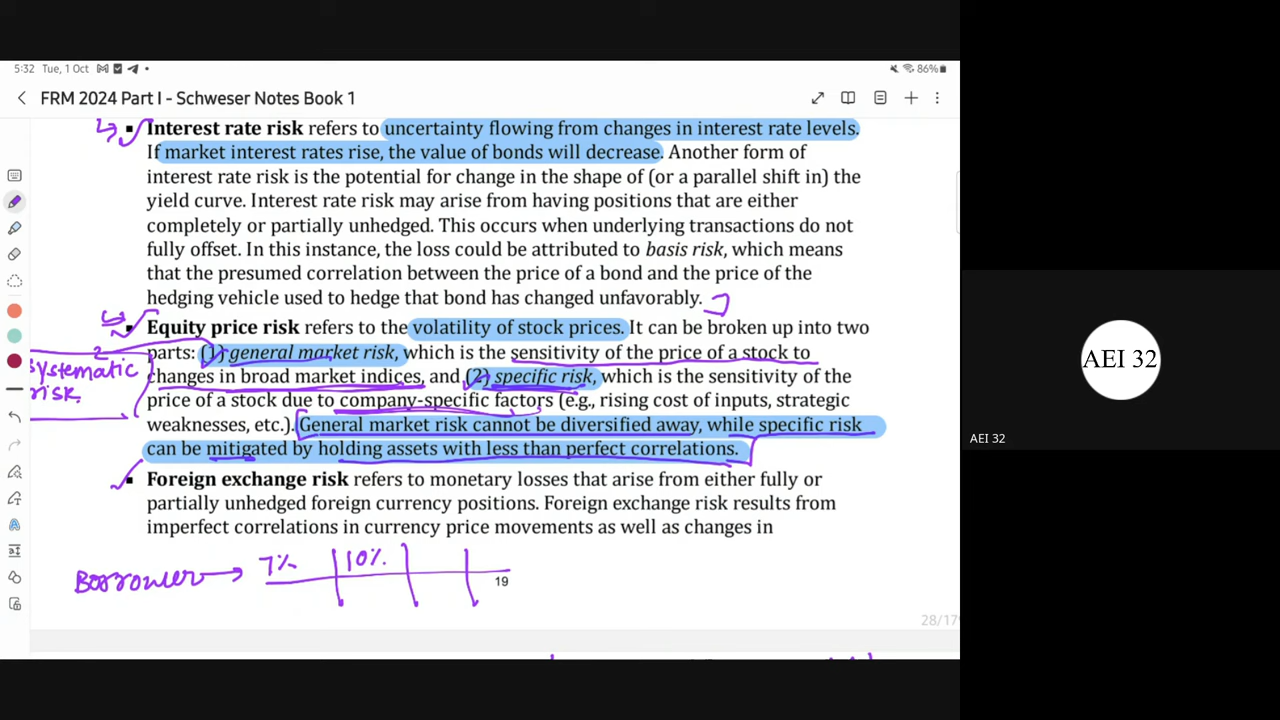 5:32 Tue, 1 Oct
86%
FRM 2024 Part I - Schweser Notes Book 1
▪ Interest rate risk refers to uncertainty flowing from changes in interest rate levels.
If market interest rates rise, the value of bonds will decrease. Another form of
interest rate risk is the potential for change in the shape of (or a parallel shift in) the
yield curve. Interest rate risk may arise from having positions that are either
completely or partially unhedged. This occurs when underlying transactions do not
fully offset. In this instance, the loss could be attributed to basis risk, which means
that the presumed correlation between the price of a bond and the price of the
hedging vehicle used to hedge that bond has changed unfavorably.
▪ Equity price risk refers to the volatility of stock prices. It can be broken up into two
parts: (1) general market risk, which is the sensitivity of the price of a stock to
changes in broad market indices, and (2) specific risk, which is the sensitivity of the
price of a stock due to company-specific factors (e.g., rising cost of inputs, strategic
weaknesses, etc.). General market risk cannot be diversified away, while specific risk
can be mitigated by holding assets with less than perfect correlations.
systematic
risk
▪ Foreign exchange risk refers to monetary losses that arise from either fully or
partially unhedged foreign currency positions. Foreign exchange risk results from
imperfect correlations in currency price movements as well as changes in
Borrower → 7% 10%
19
28/179
AEI 32
AEI 32